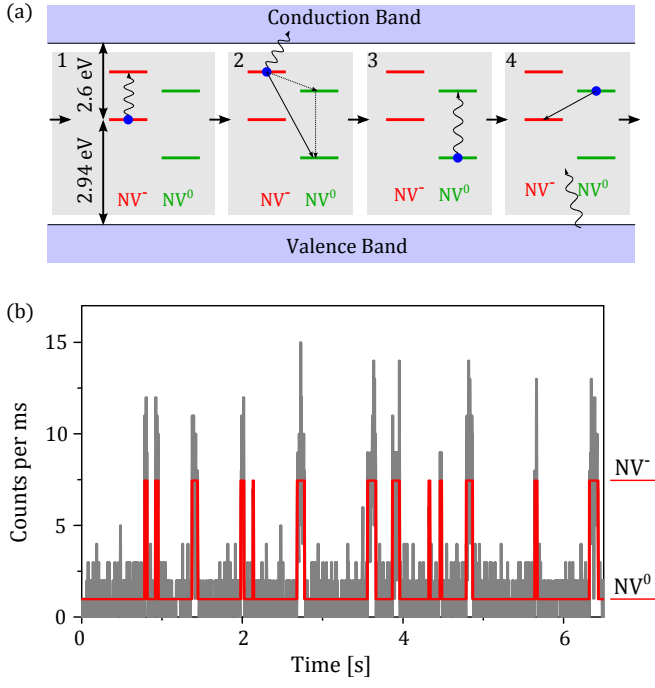 (a)
Conduction Band
1
2
3
4
2.6 eV
2.94 eV
NV⁻ NV⁰
NV⁻ NV⁰
NV⁻ NV⁰
NV⁻ NV⁰
Valence Band
(b)
15
10
5
0
Counts per ms
NV⁻
NV⁰
0
2
4
6
Time [s]